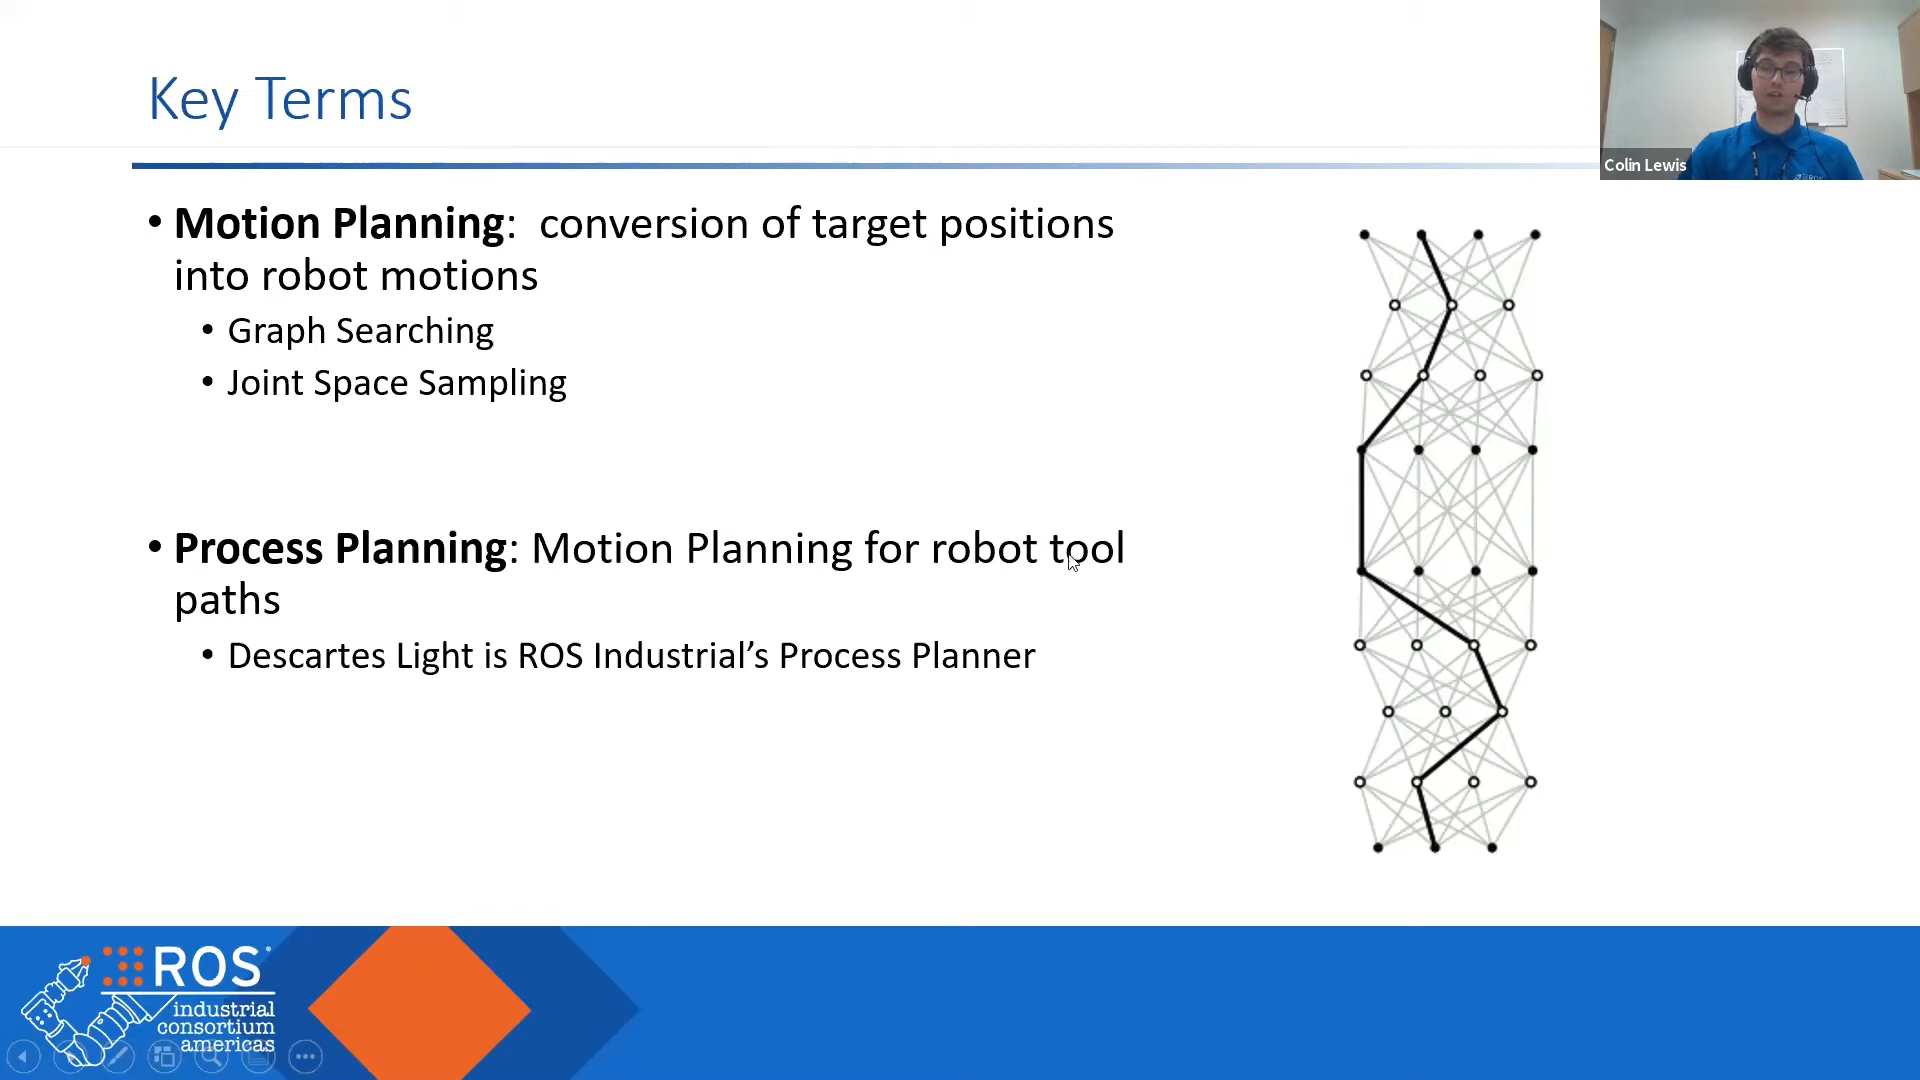 Key Terms
Colin Lewis
• Motion Planning:  conversion of target positions
into robot motions
• Graph Searching
• Joint Space Sampling
• Process Planning: Motion Planning for robot tool
paths
• Descartes Light is ROS Industrial’s Process Planner
ROS
industrial
consortium
americas